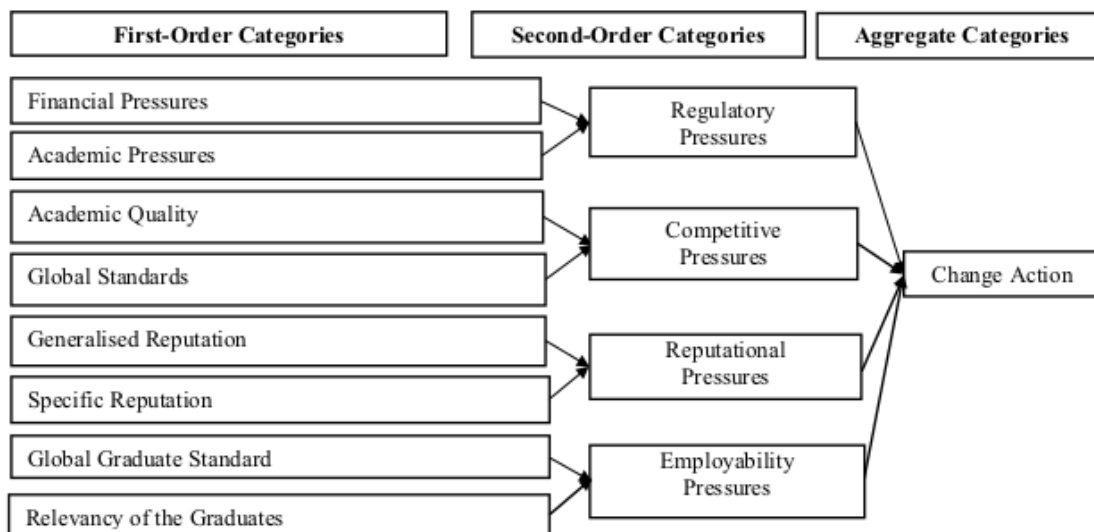 First-Order Categories
Second-Order Categories
Aggregate Categories
Financial Pressures
Academic Pressures
Regulatory
Pressures
Academic Quality
Global Standards
Competitive
Pressures
Change Action
Generalised Reputation
Specific Reputation
Reputational
Pressures
Global Graduate Standard
Relevancy of the Graduates
Employability
Pressures